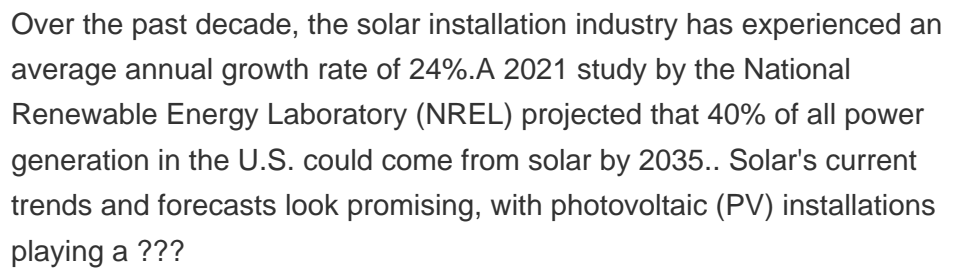 Over the past decade, the solar installation industry has experienced an
average annual growth rate of 24%.A 2021 study by the National
Renewable Energy Laboratory (NREL) projected that 40% of all power
generation in the U.S. could come from solar by 2035.. Solar's current
trends and forecasts look promising, with photovoltaic (PV) installations
playing a ???